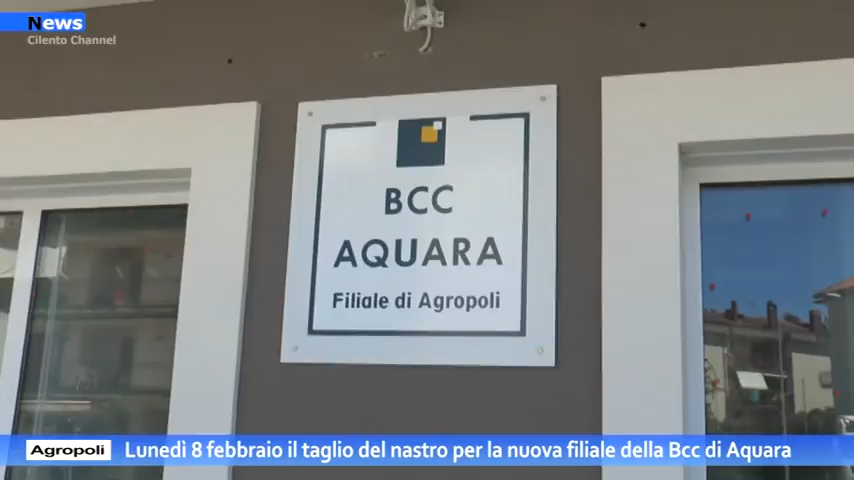 News
Cilento Channel
BCC
AQUARA
Filiale di Agropoli
Agropoli
Lunedì 8 febbraio il taglio del nastro per la nuova filiale della Bcc di Aquara